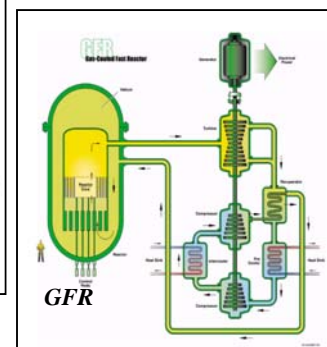 GFR
Gas-Cooled Fast Reactor
Generator
Electrical
Power
Helium
Turbine
Recuperator
Reactor
Core
Compressor
Heat Sink
Intercooler
Pre
Cooler
Heat Sink
Reactor
Control
Rods
Compressor
GFR